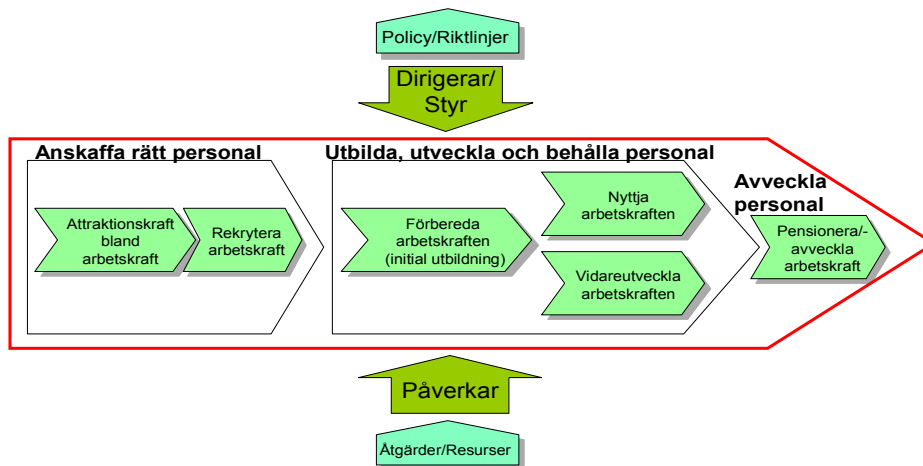 Policy/Riktlinjer
Dirigerar/
Styr
Anskaffa rätt personal
Utbilda, utveckla och behålla personal
Avveckla
personal
Attraktionskraft
bland
arbetskraft
Rekrytera
arbetskraft
Förbereda
arbetskraften
(initial utbildning)
Nyttja
arbetskraften
Vidareutveckla
arbetskraften
Pensionera/-
avveckla
arbetskraft
Påverkar
Åtgärder/Resurser